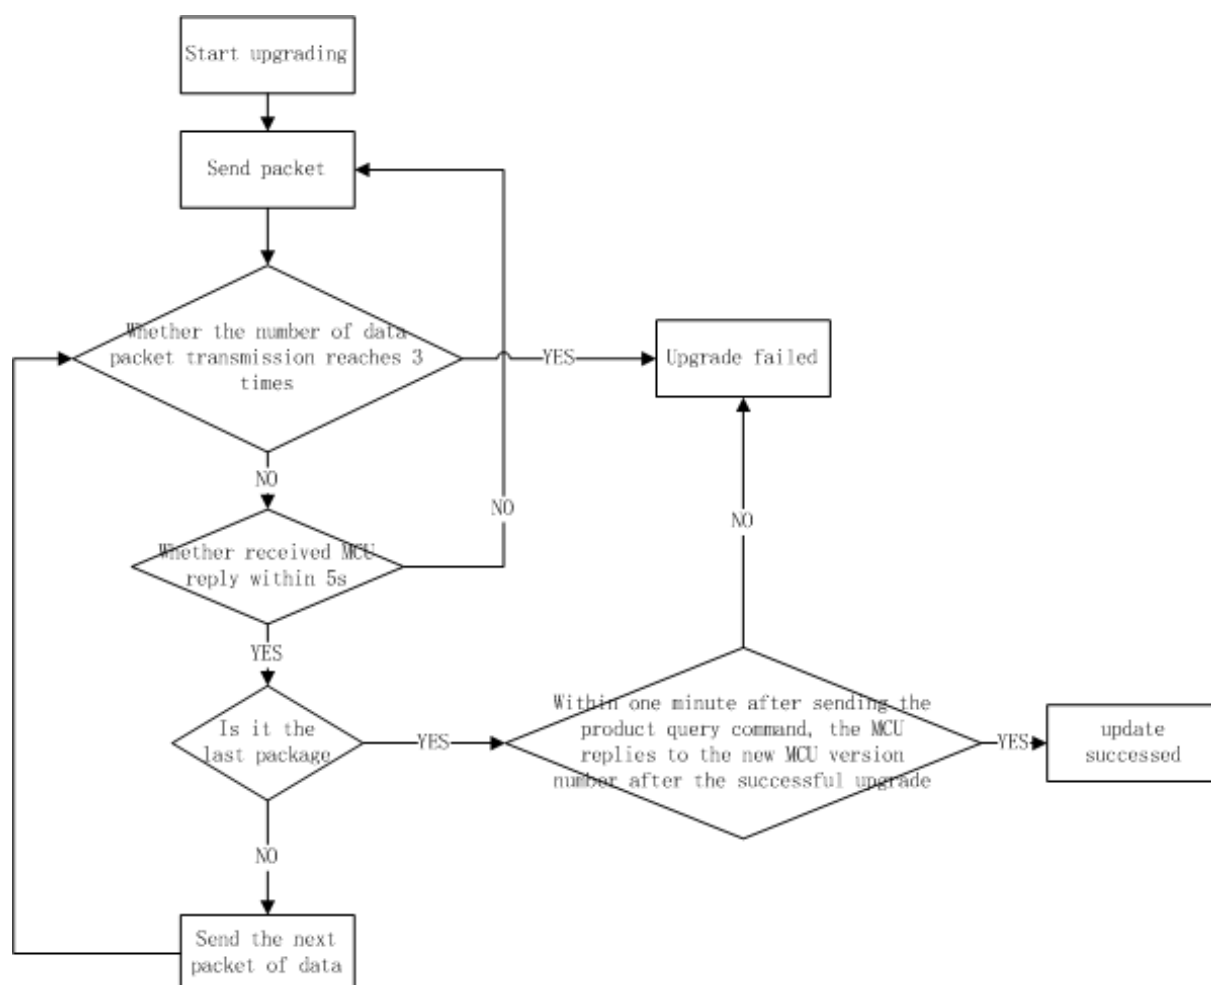 Start upgrading
Send packet
Whether the number of data
packet transmission reaches 3
times
YES
Upgrade failed
NO
NO
NO
Whether received MCU
reply within 5s
YES
Is it the
last package
YES
Within one minute after sending the
product query command, the MCU
replies to the new MCU version
number after the successful upgrade
YES
update
successed
NO
Send the next
packet of data